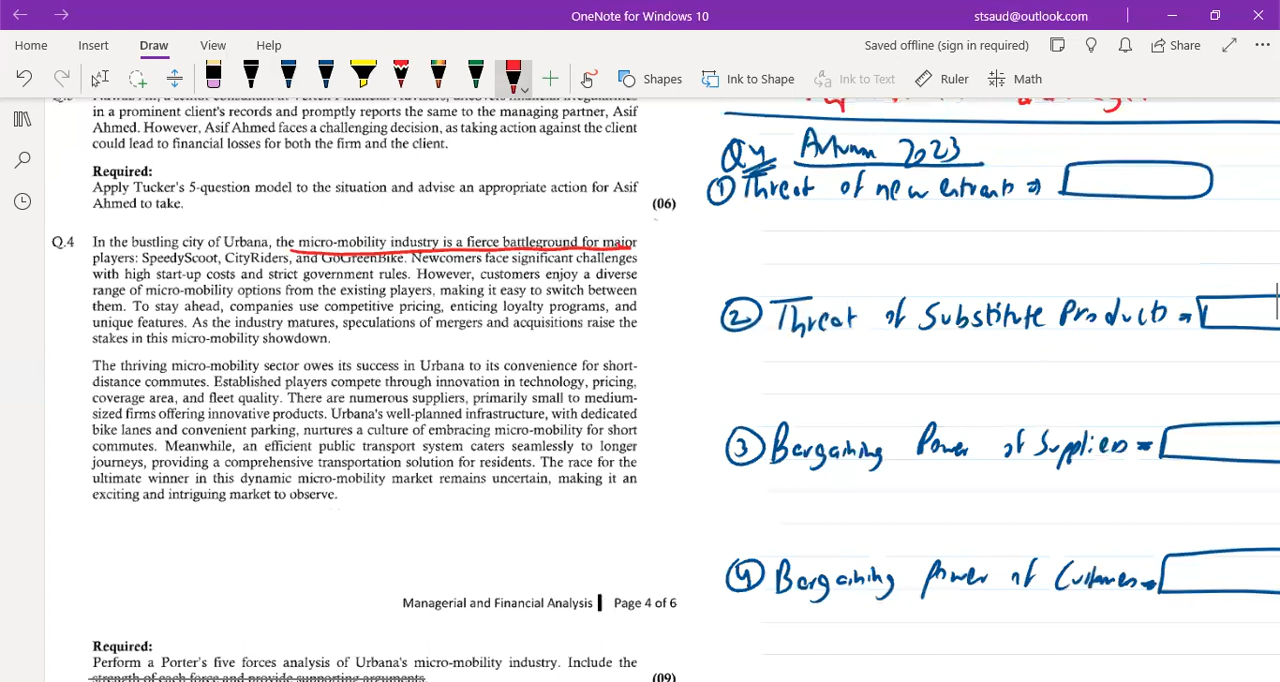 OneNote for Windows 10
stsaud@outlook.com
Home Insert Draw View Help
Saved offline (sign in required)
Share
Shapes
Ink to Shape
Ink to Text
Ruler
Math
in a prominent client's records and promptly reports the same to the managing partner, Asif
Ahmed. However, Asif Ahmed faces a challenging decision, as taking action against the client
could lead to financial losses for both the firm and the client.
Required:
Apply Tucker's 5-question model to the situation and advise an appropriate action for Asif
Ahmed to take. (06)
Q.4 In the bustling city of Urbana, the micro-mobility industry is a fierce battleground for major
players: SpeedyScoot, CityRiders, and GoGreenBike. Newcomers face significant challenges
with high start-up costs and strict government rules. However, customers enjoy a diverse
range of micro-mobility options from the existing players, making it easy to switch between
them. To stay ahead, companies use competitive pricing, enticing loyalty programs, and
unique features. As the industry matures, speculations of mergers and acquisitions raise the
stakes in this micro-mobility showdown.
The thriving micro-mobility sector owes its success in Urbana to its convenience for short-
distance commutes. Established players compete through innovation in technology, pricing,
coverage area, and fleet quality. There are numerous suppliers, primarily small to medium-
sized firms offering innovative products. Urbana's well-planned infrastructure, with dedicated
bike lanes and convenient parking, nurtures a culture of embracing micro-mobility for short
commutes. Meanwhile, an efficient public transport system caters seamlessly to longer
journeys, providing a comprehensive transportation solution for residents. The race for the
ultimate winner in this dynamic micro-mobility market remains uncertain, making it an
exciting and intriguing market to observe.
Managerial and Financial Analysis Page 4 of 6
Required:
Perform a Porter's five forces analysis of Urbana's micro-mobility industry. Include the
strength of each force and provide supporting arguments. (09)
Q4 Autumn 2023
① Threat of new entrants ⇒
② Threat of Substitute Products ⇒
③ Bargaining Power of Suppliers ⇒
④ Bargaining Power of Customers ⇒